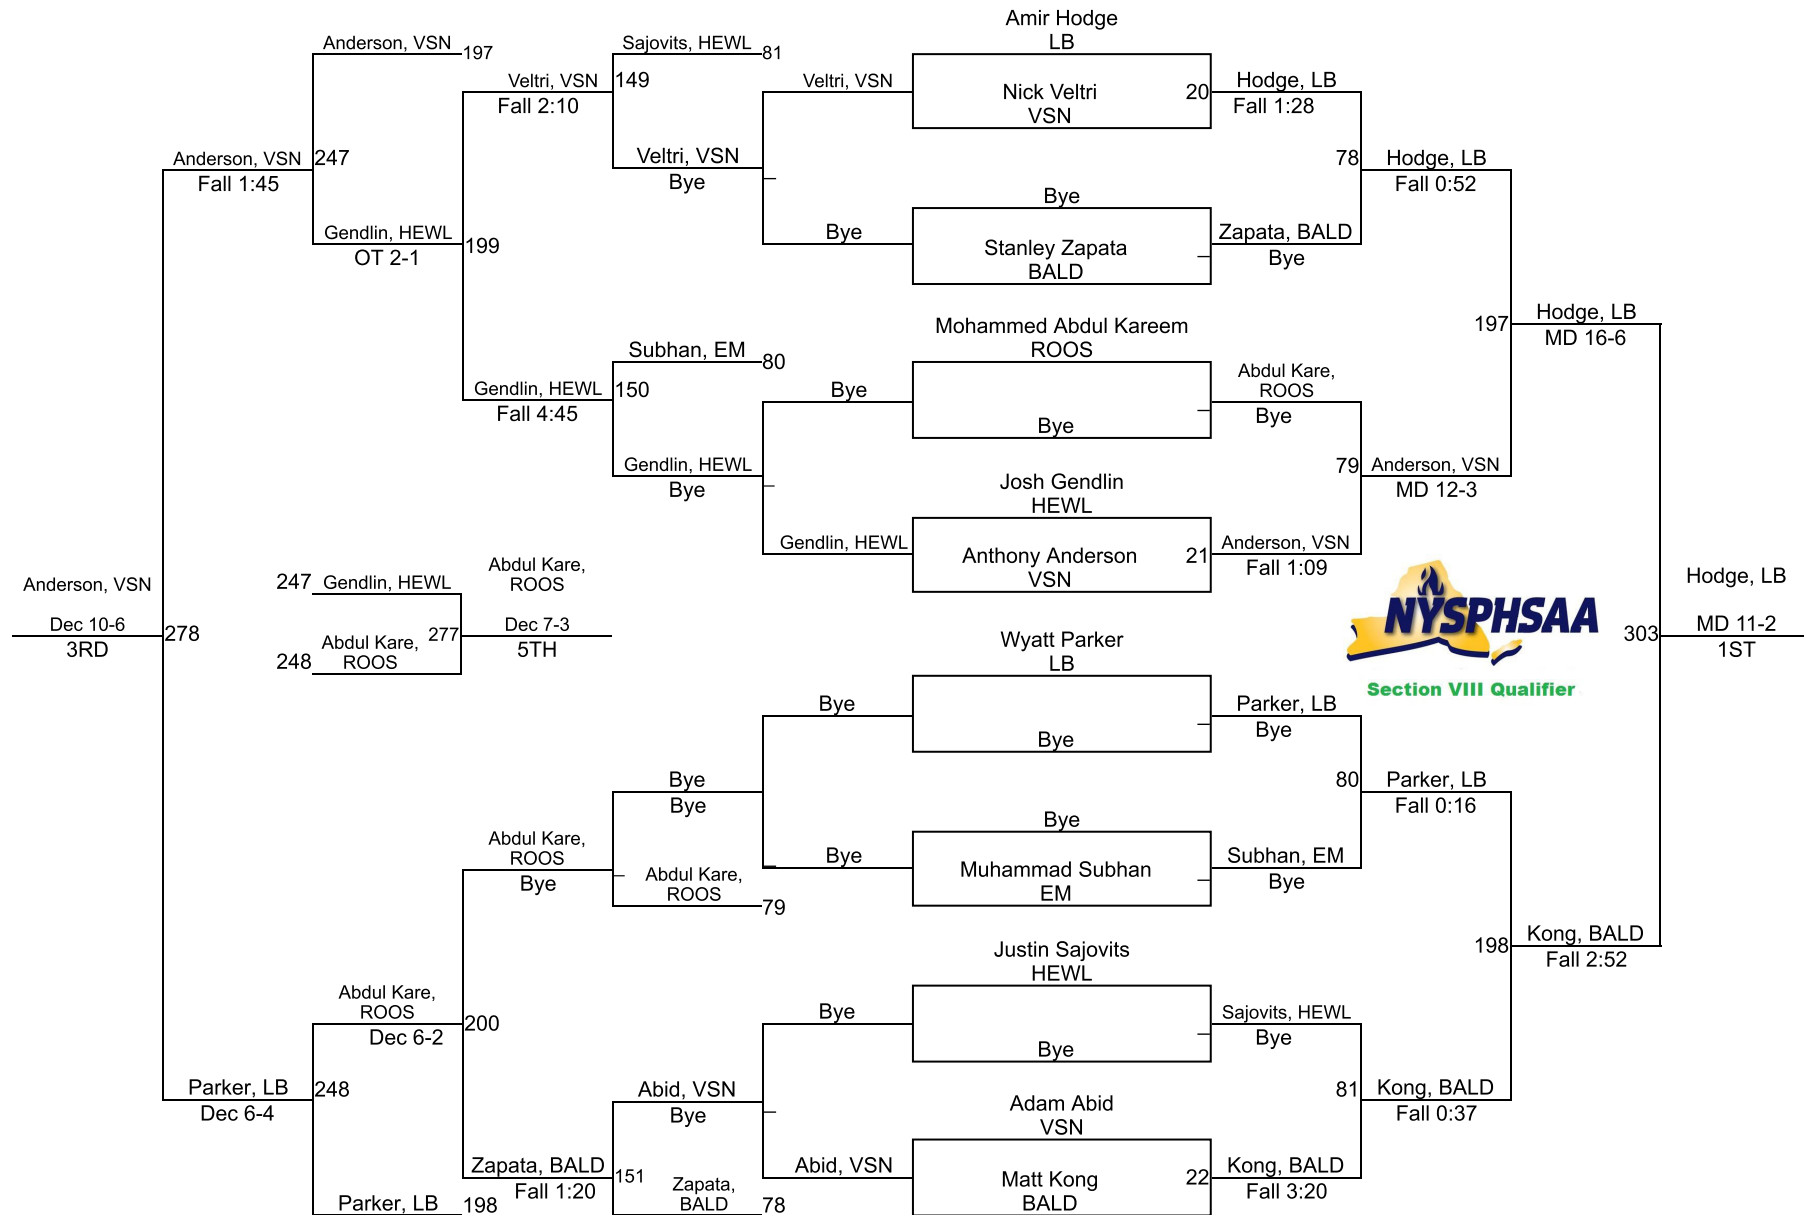 Amir Hodge
LB
Anderson, VSN
197
Sajovits, HEWL
81
Veltri, VSN
149
Fall 2:10
Veltri, VSN
Nick Veltri
20
VSN
Hodge, LB
Fall 1:28
Anderson, VSN
247
Fall 1:45
Veltri, VSN
Bye
78
Hodge, LB
Fall 0:52
Gendlin, HEWL
OT 2-1
199
Bye
Bye
Stanley Zapata
BALD
Zapata, BALD
Bye
197
Hodge, LB
MD 16-6
Subhan, EM
80
Mohammed Abdul Kareem
ROOS
Gendlin, HEWL
150
Fall 4:45
Bye
Bye
Abdul Kare,
ROOS
Bye
Gendlin, HEWL
Bye
Josh Gendlin
HEWL
79
Anderson, VSN
MD 12-3
Gendlin, HEWL
Anthony Anderson
21
VSN
Anderson, VSN
Fall 1:09
Anderson, VSN
Dec 10-6
3RD
278
247
Gendlin, HEWL
Abdul Kare,
ROOS
248
277
Abdul Kare,
ROOS
Dec 7-3
5TH
NYSPHSAA
Section VIII Qualifier
303
Hodge, LB
MD 11-2
1ST
Wyatt Parker
LB
Bye
Bye
Parker, LB
Bye
Bye
Bye
80
Parker, LB
Fall 0:16
Abdul Kare,
ROOS
Bye
Abdul Kare,
ROOS
79
Bye
Bye
Muhammad Subhan
EM
Subhan, EM
Bye
198
Kong, BALD
Fall 2:52
Justin Sajovits
HEWL
Abdul Kare,
ROOS
Dec 6-2
200
Bye
Bye
Sajovits, HEWL
Bye
Parker, LB
248
Dec 6-4
Abid, VSN
Bye
Adam Abid
VSN
81
Kong, BALD
Fall 0:37
Zapata, BALD
151
Fall 1:20
Zapata,
BALD
78
Abid, VSN
Matt Kong
22
BALD
Kong, BALD
Fall 3:20
Parker, LB
198